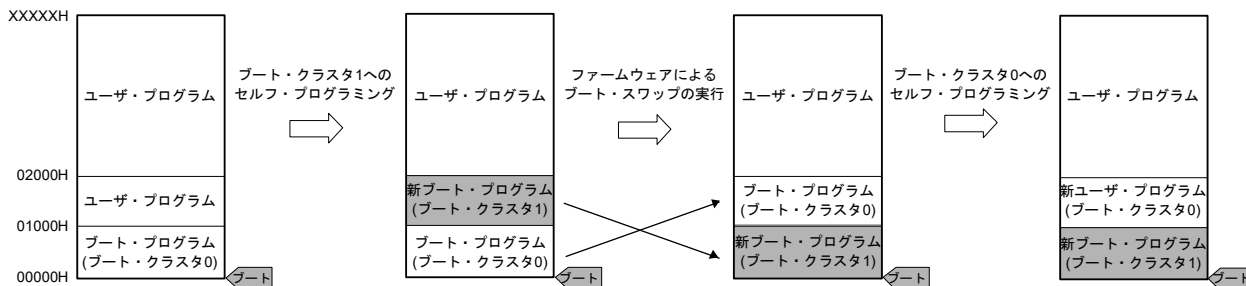 XXXXXH
ユーザ・プログラム
02000H
ユーザ・プログラム
01000H
ブート・プログラム
(ブート・クラスタ0)
00000H
ブート
ブート・クラスタ1への
セルフ・プログラミング
ユーザ・プログラム
新ブート・プログラム
(ブート・クラスタ1)
ブート・プログラム
(ブート・クラスタ0)
ブート
ファームウェアによる
ブート・スワップの実行
ユーザ・プログラム
ブート・プログラム
(ブート・クラスタ0)
新ブート・プログラム
(ブート・クラスタ1)
ブート
ブート・クラスタ0への
セルフ・プログラミング
ユーザ・プログラム
新ユーザ・プログラム
(ブート・クラスタ0)
新ブート・プログラム
(ブート・クラスタ1)
ブート